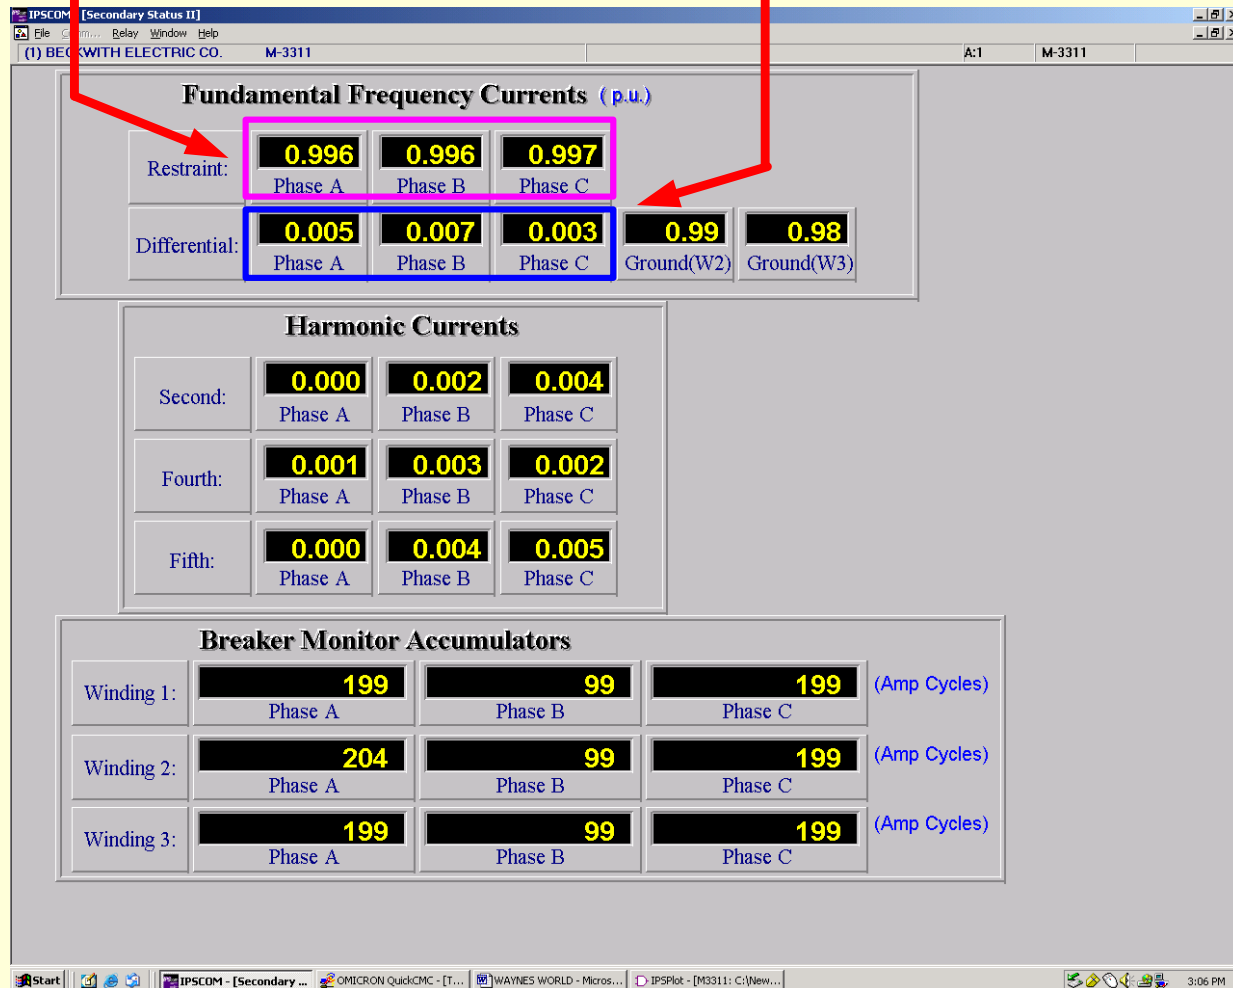 IPSCOM - [Secondary Status II]
File Comm... Relay Window Help
(1) BECKWITH ELECTRIC CO. M-3311 A:1 M-3311
Fundamental Frequency Currents ( p.u.)
Restraint: 0.996 0.996 0.997
Phase A Phase B Phase C
Differential: 0.005 0.007 0.003 0.99 0.98
Phase A Phase B Phase C Ground(W2) Ground(W3)
Harmonic Currents
Second: 0.000 0.002 0.004
Phase A Phase B Phase C
Fourth: 0.001 0.003 0.002
Phase A Phase B Phase C
Fifth: 0.000 0.004 0.005
Phase A Phase B Phase C
Breaker Monitor Accumulators
Winding 1: 199 99 199 (Amp Cycles)
Phase A Phase B Phase C
Winding 2: 204 99 199 (Amp Cycles)
Phase A Phase B Phase C
Winding 3: 199 99 199 (Amp Cycles)
Phase A Phase B Phase C
Start IPSCOM - [Secondary ... OMICRON QuickCMC - [T... WAYNES WORLD - Micros... IPSPlot - [M3311: C:\New... 3:06 PM